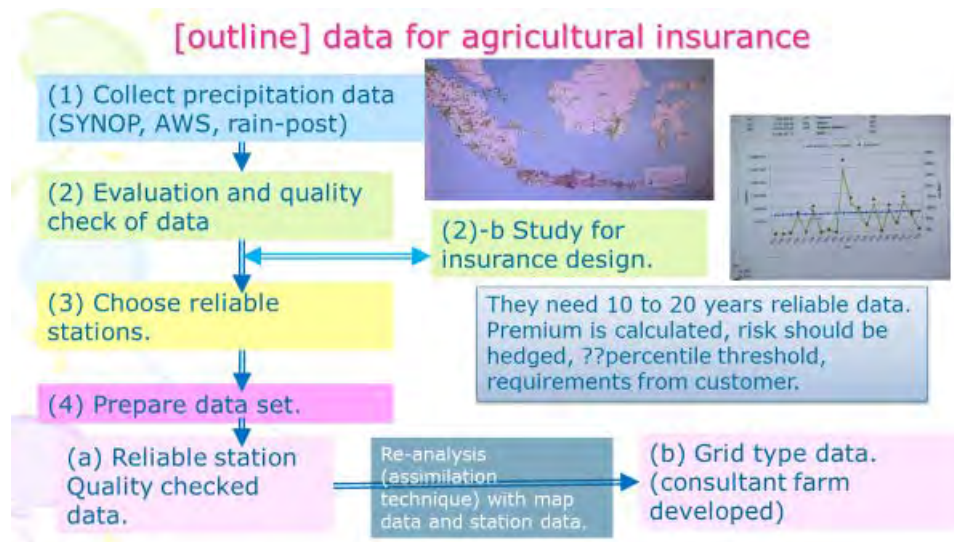 [outline] data for agricultural insurance
(1) Collect precipitation data
(SYNOP, AWS, rain-post)
(2) Evaluation and quality
check of data
(2)-b Study for
insurance design.
(3) Choose reliable
stations.
They need 10 to 20 years reliable data.
Premium is calculated, risk should be
hedged, ??percentile threshold,
requirements from customer.
(4) Prepare data set.
(a) Reliable station
Quality checked
data.
Re-analysis
(assimilation
technique) with map
data and station data.
(b) Grid type data.
(consultant farm
developed)